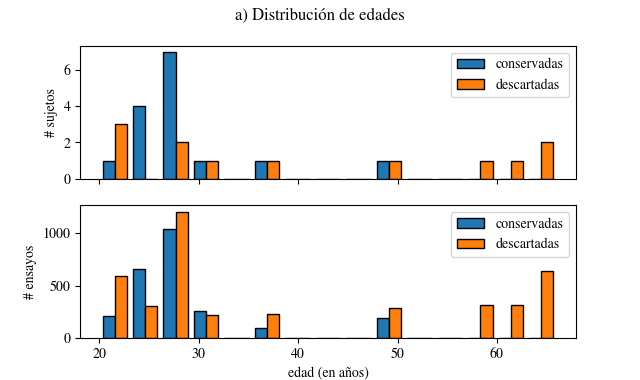 a) Distribución de edades
# sujetos
6
4
2
0
conservadas
descartadas
# ensayos
1000
500
0
conservadas
descartadas
20 30 40 50 60
edad (en años)